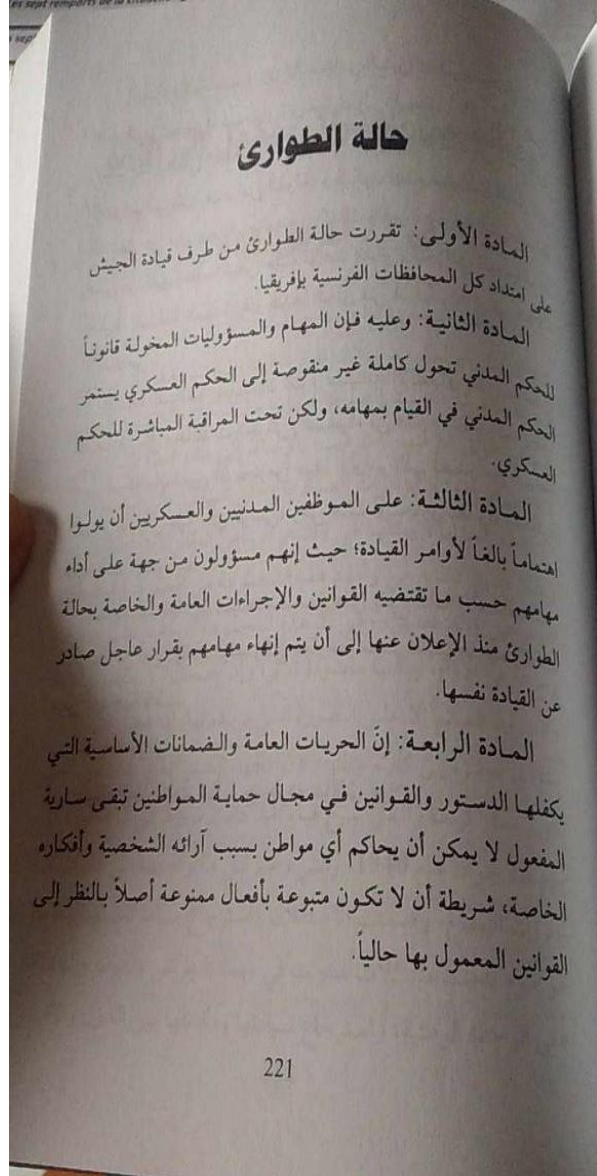 Les sept remparts de la
حالة الطوارئ
المادة الأولى: تقررت حالة الطوارئ من طرف قيادة الجيش
على امتداد كل المحافظات الفرنسية بإفريقيا.
المادة الثانية: وعليه فإن المهام والمسؤوليات المخولة قانوناً
للحكم المدني تحول كاملة غير منقوصة إلى الحكم العسكري يستمر
الحكم المدني في القيام بمهامه، ولكن تحت المراقبة المباشرة للحكم
العسكري.
المادة الثالثة: على الموظفين المدنيين والعسكريين أن يولوا
اهتماماً بالغاً لأوامر القيادة؛ حيث إنهم مسؤولون من جهة على أداء
مهامهم حسب ما تقتضيه القوانين والإجراءات العامة والخاصة بحالة
الطوارئ منذ الإعلان عنها إلى أن يتم إنهاء مهامهم بقرار عاجل صادر
عن القيادة نفسها.
المادة الرابعة: إنّ الحريات العامة والضمانات الأساسية التي
يكفلها الدستور والقوانين في مجال حماية المواطنين تبقى سارية
المفعول لا يمكن أن يحاكم أي مواطن بسبب آرائه الشخصية وأفكاره
الخاصة، شريطة أن لا تكون متبوعة بأفعال ممنوعة أصلاً بالنظر إلى
القوانين المعمول بها حالياً.
221